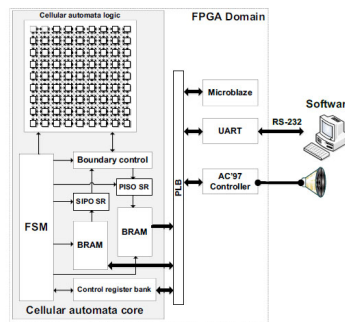 Cellular automata logic
FPGA Domain
Microblaze
Software
UART
RS-232
Boundary control
PISO SR
AC'97
Controller
PLB
SIPO SR
FSM
BRAM
BRAM
Control register bank
Cellular automata core